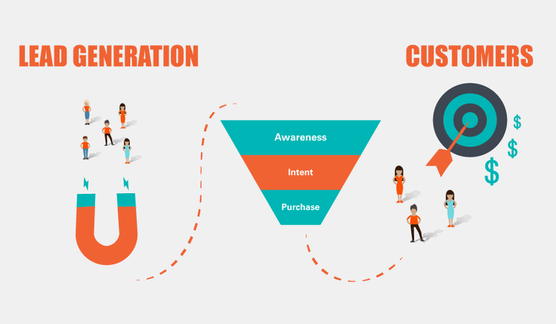 LEAD GENERATION
CUSTOMERS
Awareness
Intent
Purchase
$
$
$